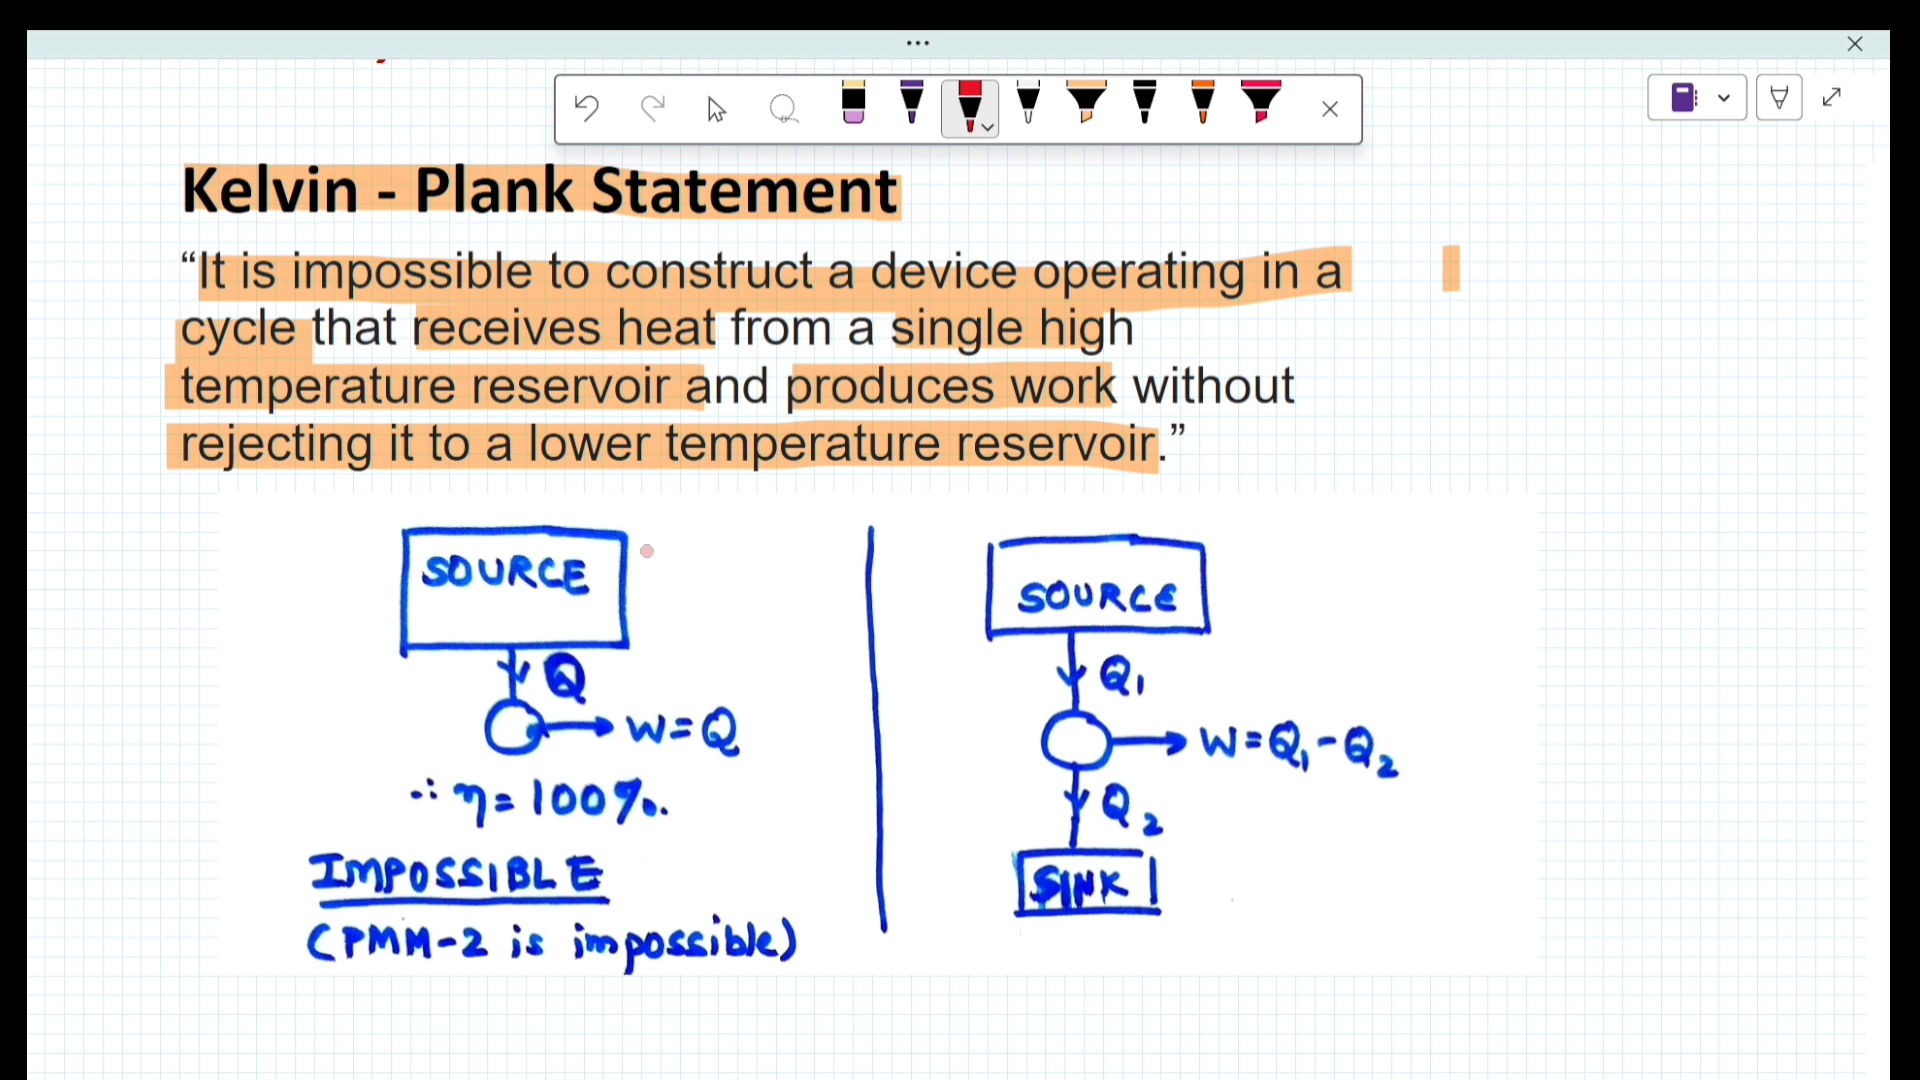 Kelvin - Plank Statement
“It is impossible to construct a device operating in a
cycle that receives heat from a single high
temperature reservoir and produces work without
rejecting it to a lower temperature reservoir.”
SOURCE
Q
W = Q
∴ η = 100%.
IMPOSSIBLE
(PMM-2 is impossible)
SOURCE
Q₁
W = Q₁ - Q₂
Q₂
SINK